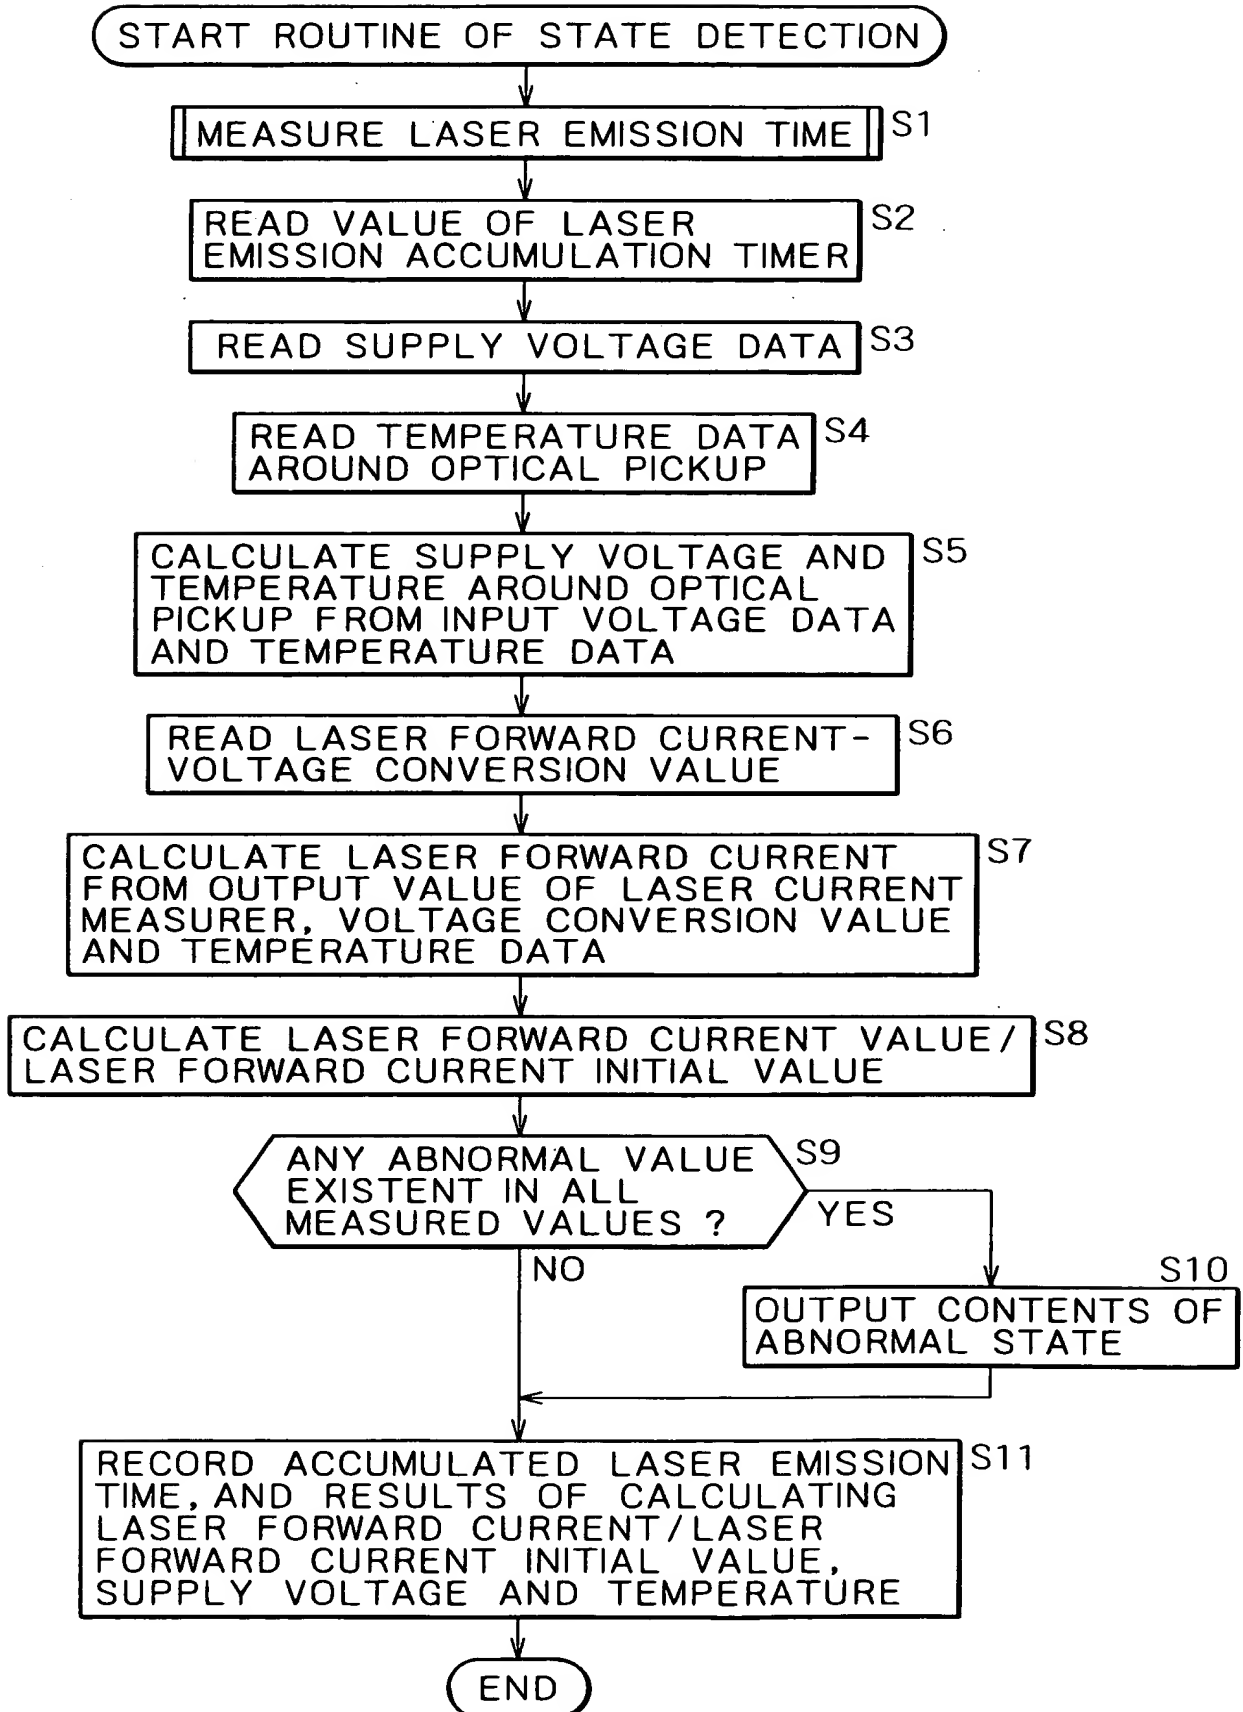 START ROUTINE OF STATE DETECTION
MEASURE LASER EMISSION TIME
S1
READ VALUE OF LASER
EMISSION ACCUMULATION TIMER
S2
READ SUPPLY VOLTAGE DATA
S3
READ TEMPERATURE DATA
AROUND OPTICAL PICKUP
S4
CALCULATE SUPPLY VOLTAGE AND
TEMPERATURE AROUND OPTICAL
PICKUP FROM INPUT VOLTAGE DATA
AND TEMPERATURE DATA
S5
READ LASER FORWARD CURRENT-
VOLTAGE CONVERSION VALUE
S6
CALCULATE LASER FORWARD CURRENT
FROM OUTPUT VALUE OF LASER CURRENT
MEASURER, VOLTAGE CONVERSION VALUE
AND TEMPERATURE DATA
S7
CALCULATE LASER FORWARD CURRENT VALUE/
LASER FORWARD CURRENT INITIAL VALUE
S8
ANY ABNORMAL VALUE
EXISTENT IN ALL
MEASURED VALUES ?
S9
YES
NO
S10
OUTPUT CONTENTS OF
ABNORMAL STATE
RECORD ACCUMULATED LASER EMISSION
TIME, AND RESULTS OF CALCULATING
LASER FORWARD CURRENT/LASER
FORWARD CURRENT INITIAL VALUE,
SUPPLY VOLTAGE AND TEMPERATURE
S11
END